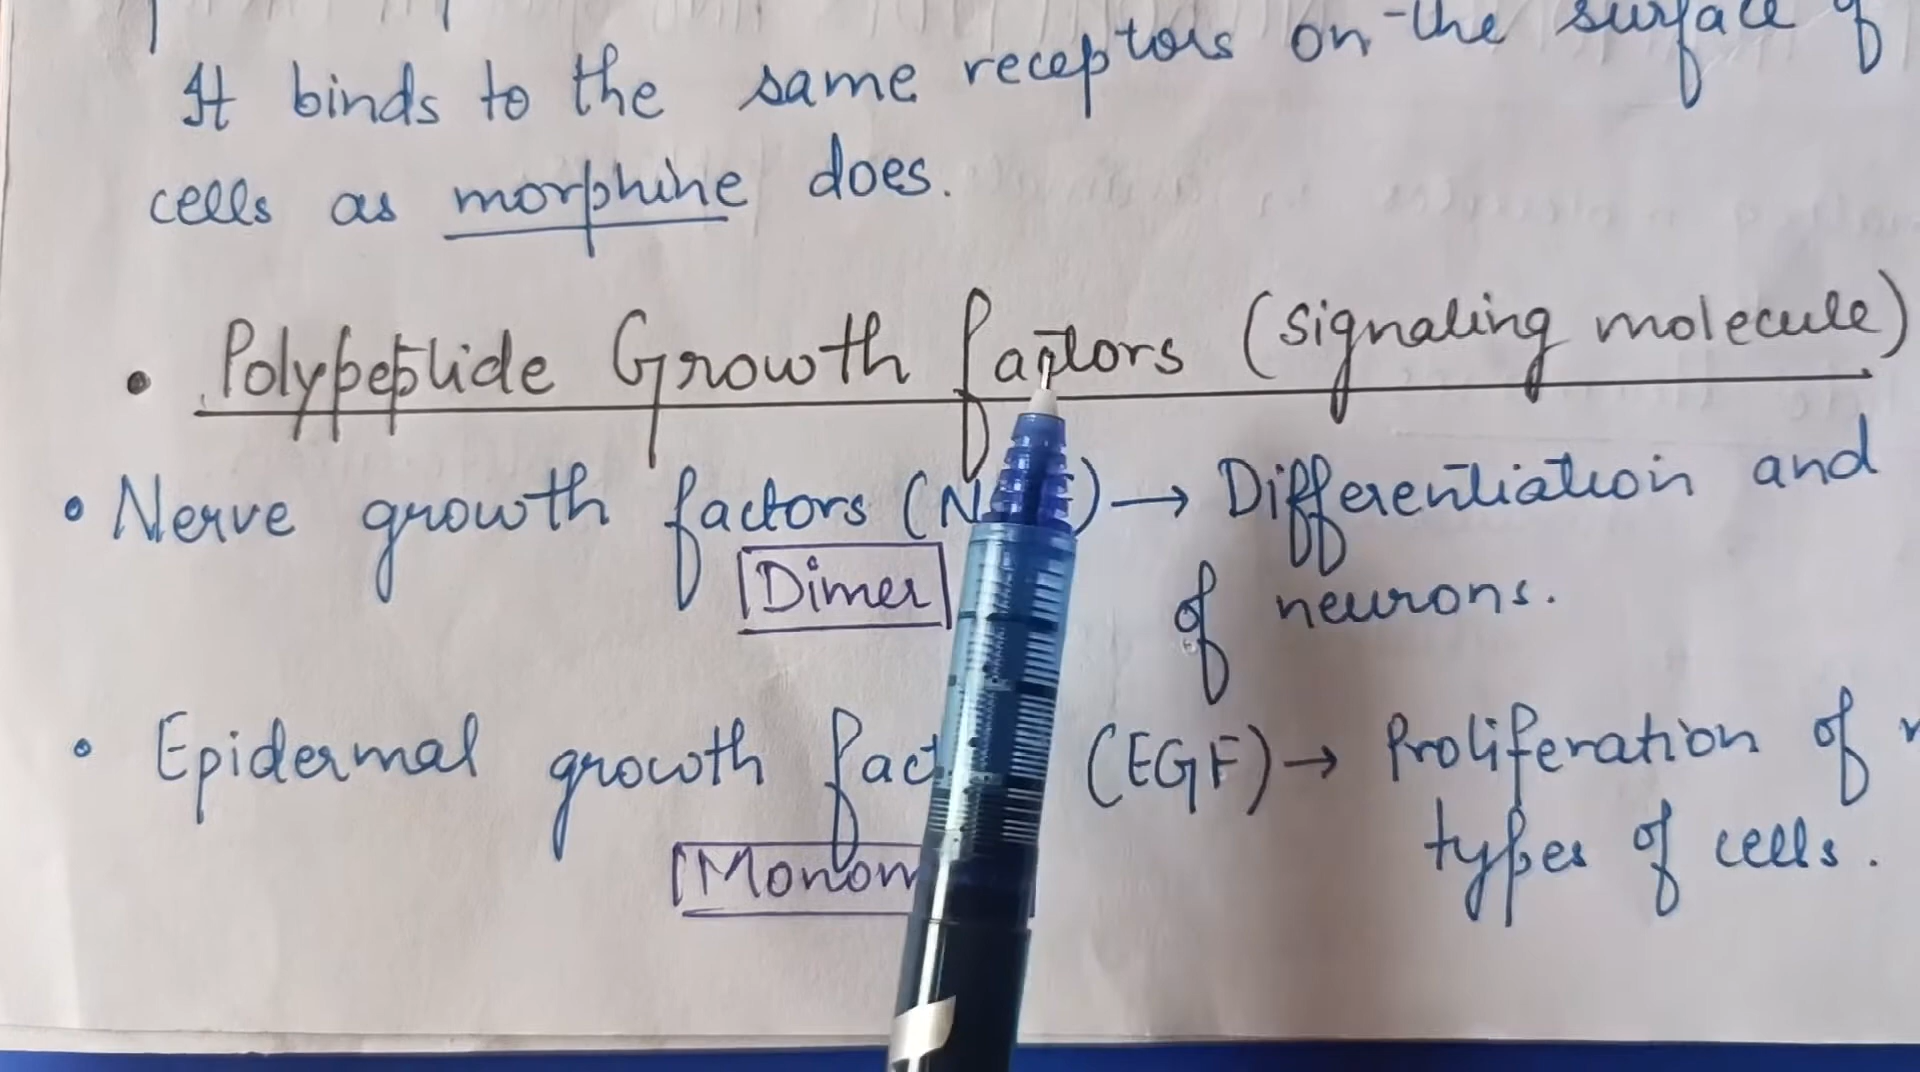 It binds to the same receptors on the surface of
cells as morphine does.
• Polypeptide Growth factors (signaling molecule)
• Nerve growth factors (N → Differentiation and
Dimer
of neurons.
• Epidermal growth (EGF) → Proliferation of
types of cells.